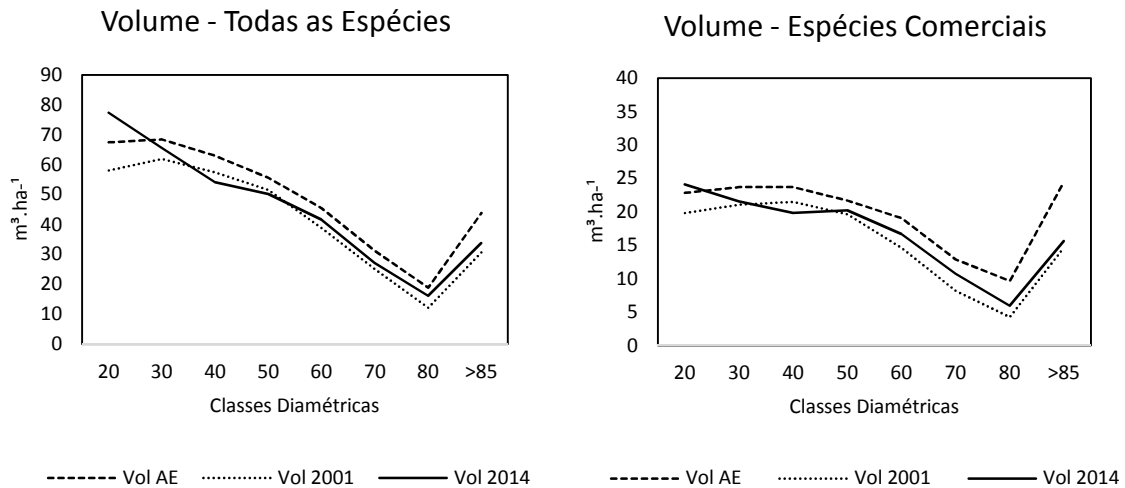 Volume - Todas as Espécies
90
80
70
60
50
40
30
20
10
0
m³.ha-¹
20 30 40 50 60 70 80 >85
Classes Diamétricas
Vol AE Vol 2001 Vol 2014
Volume - Espécies Comerciais
40
35
30
25
20
15
10
5
0
m³.ha-¹
20 30 40 50 60 70 80 >85
Classes Diamétricas
Vol AE Vol 2001 Vol 2014